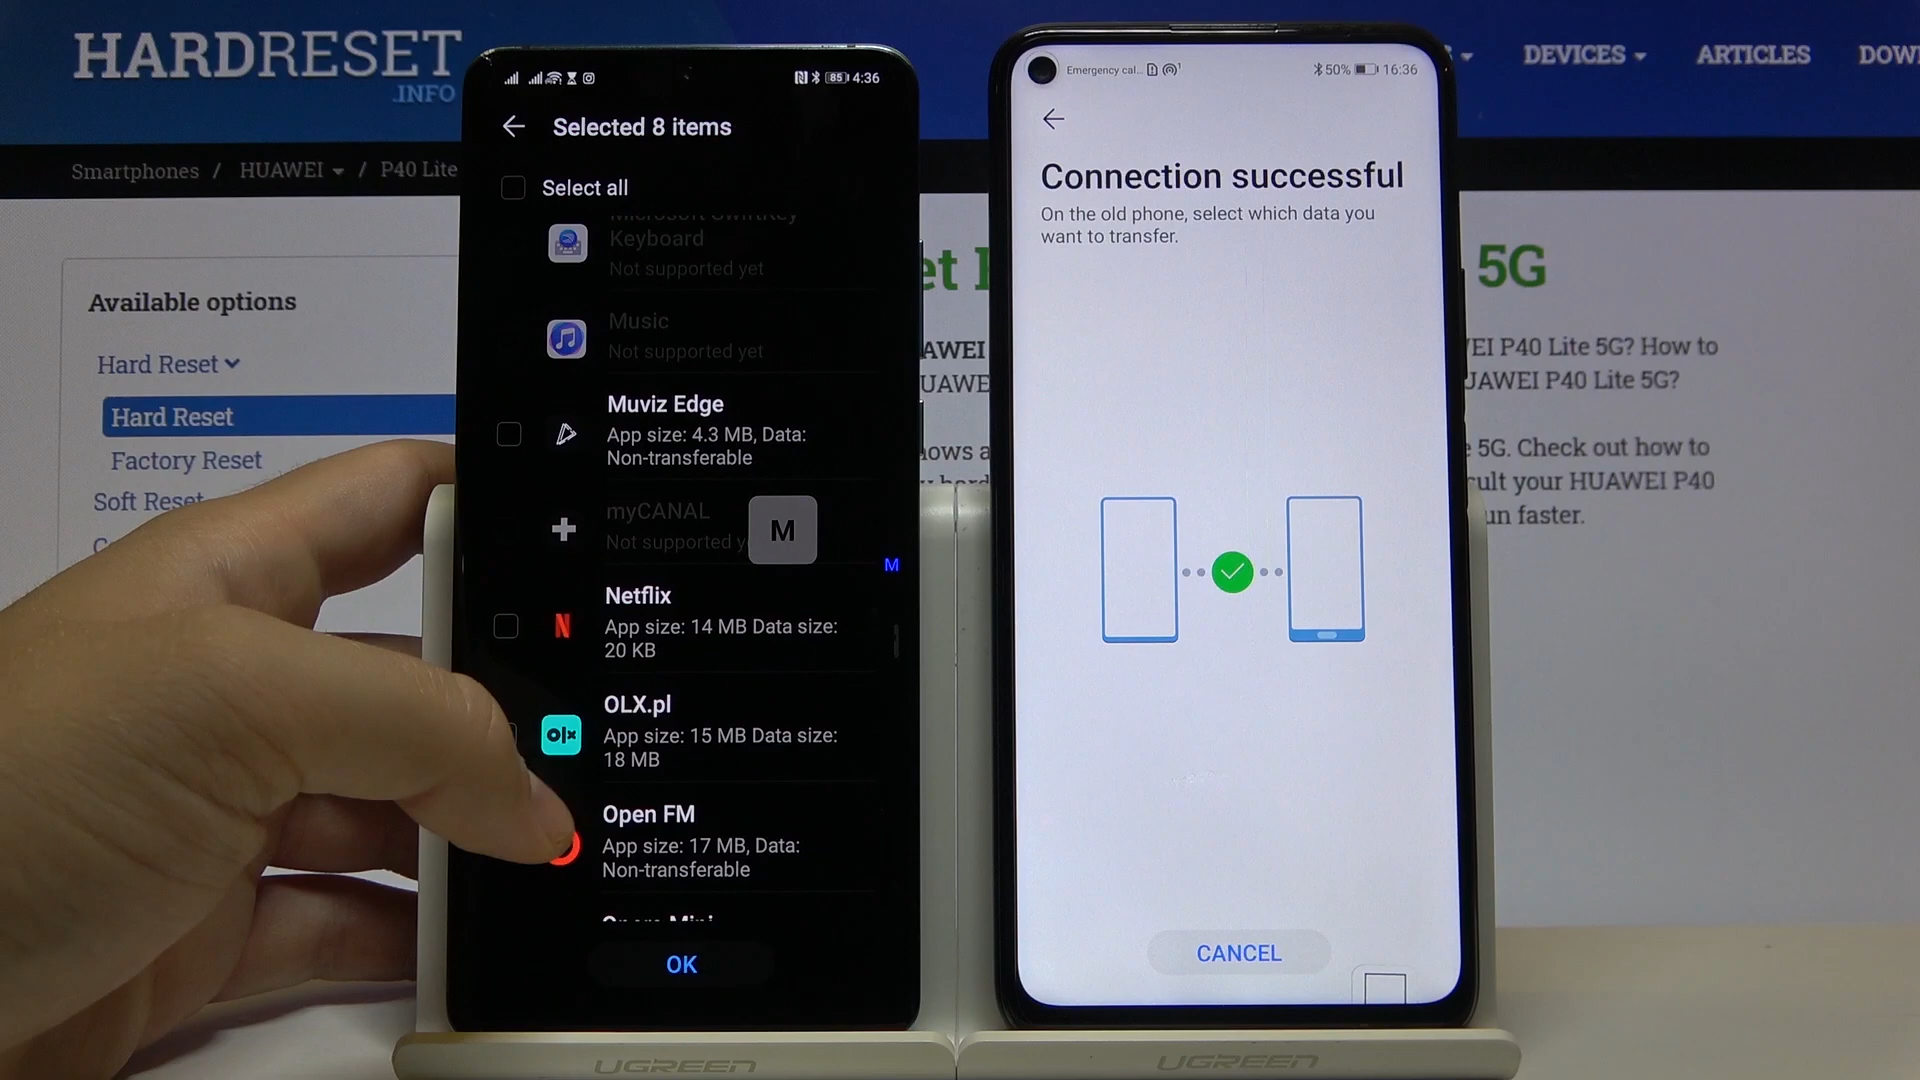 HARDRESET
.INFO
DEVICES
ARTICLES
Smartphones / HUAWEI / P40 Lite
Available options
Hard Reset
Hard Reset
Factory Reset
Soft Reset
5G
EI P40 Lite 5G? How to
UAWEI P40 Lite 5G?
5G. Check out how to
your HUAWEI P40
faster.
85 4:36
Selected 8 items
Select all
Microsoft SwiftKey
Keyboard
Not supported yet
Music
Not supported yet
Muviz Edge
App size: 4.3 MB, Data:
Non-transferable
myCANAL
Not supported y
M
M
Netflix
App size: 14 MB Data size:
20 KB
OLX.pl
App size: 15 MB Data size:
18 MB
Open FM
App size: 17 MB, Data:
Non-transferable
Opera Mini
OK
UGREEN
Emergency cal...
50% 16:36
Connection successful
On the old phone, select which data you
want to transfer.
CANCEL
UGREEN